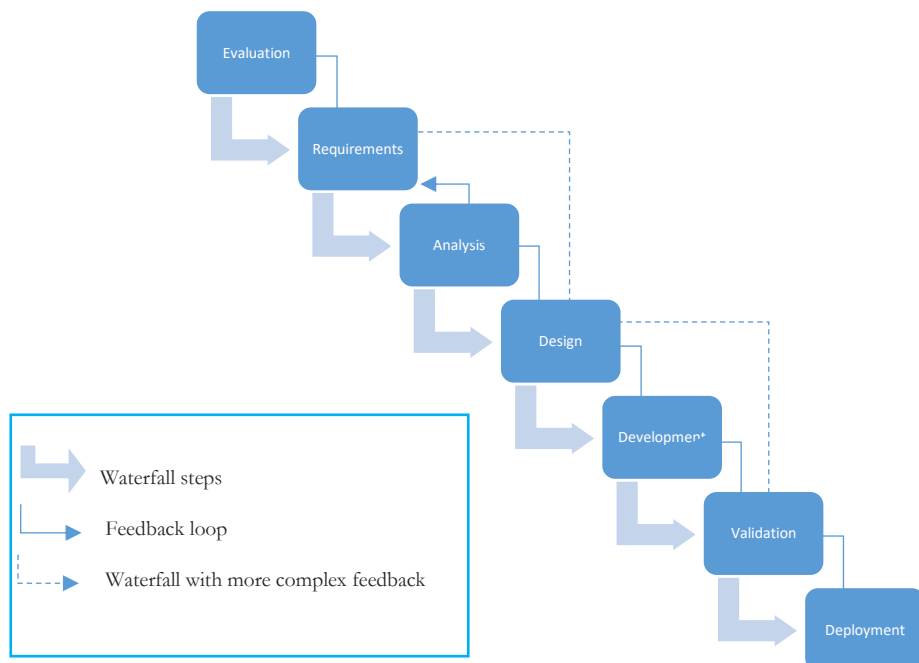 Evaluation
Requirements
Analysis
Design
Development
Validation
Deployment
Waterfall steps
Feedback loop
Waterfall with more complex feedback